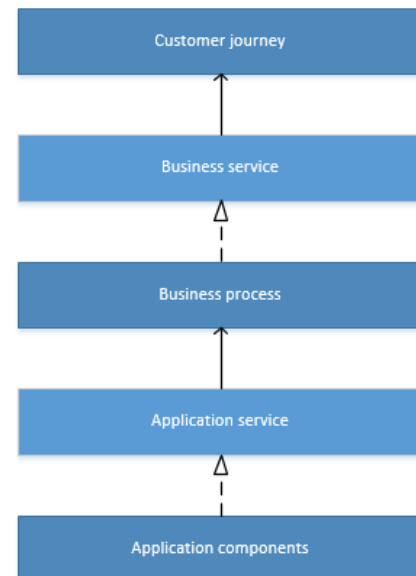 Customer journey
Business service
Business process
Application service
Application components